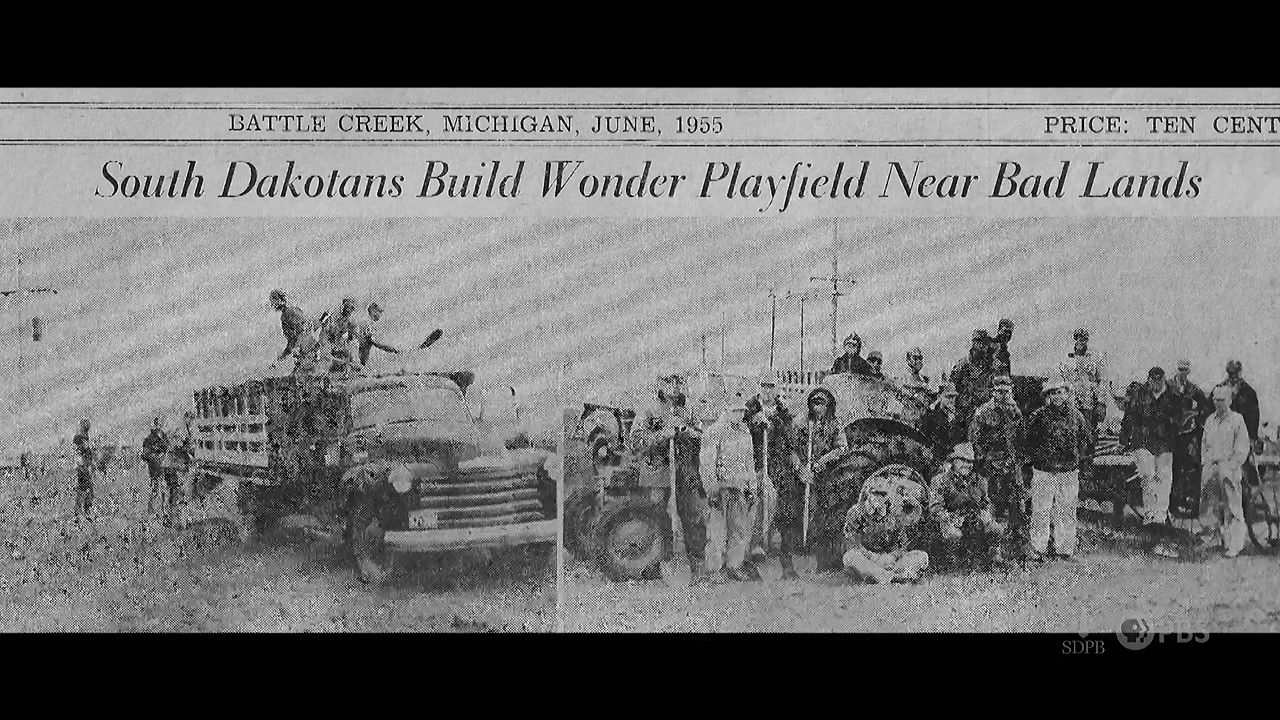 BATTLE CREEK, MICHIGAN, JUNE, 1955
PRICE: TEN CENT
South Dakotans Build Wonder Playfield Near Bad Lands
SDPB
PBS